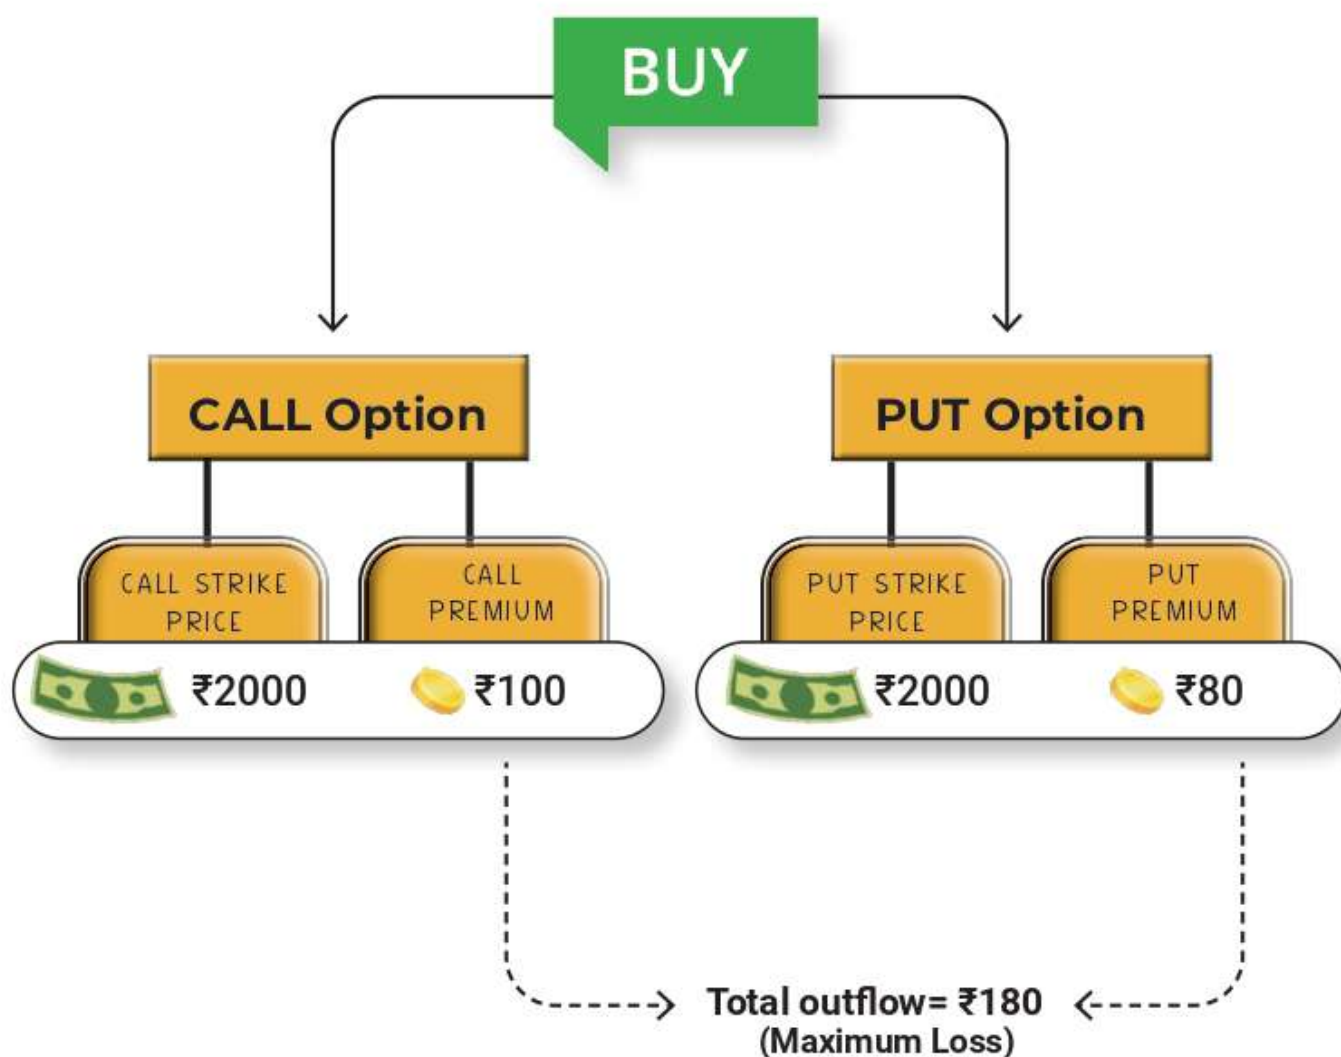 BUY
CALL Option
PUT Option
CALL STRIKE
PRICE
CALL
PREMIUM
PUT STRIKE
PRICE
PUT
PREMIUM
₹2000
₹100
₹2000
₹80
Total outflow= ₹180
(Maximum Loss)